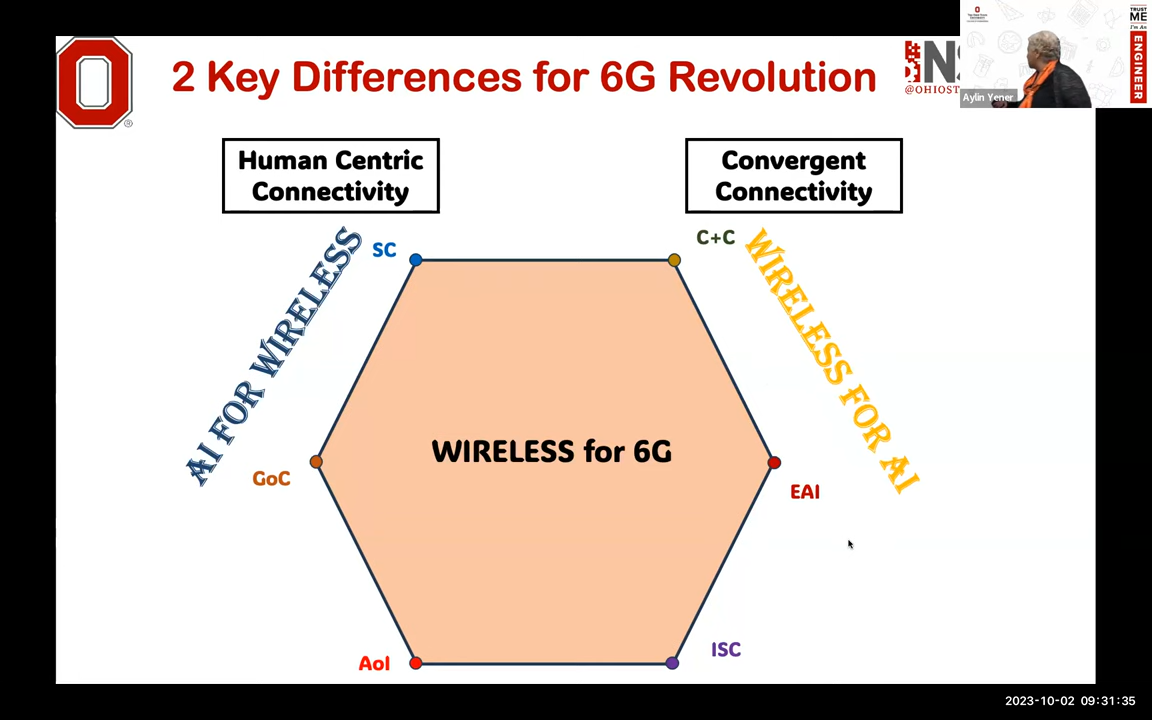 2 Key Differences for 6G Revolution
@OHIOST
TRUST
ME
I'm An
ENGINEER
Aylin Yener
Human Centric
Connectivity
Convergent
Connectivity
SC
C+C
AI FOR WIRELESS
WIRELESS FOR AI
WIRELESS for 6G
GoC
EAI
AoI
ISC
2023-10-02 09:31:35